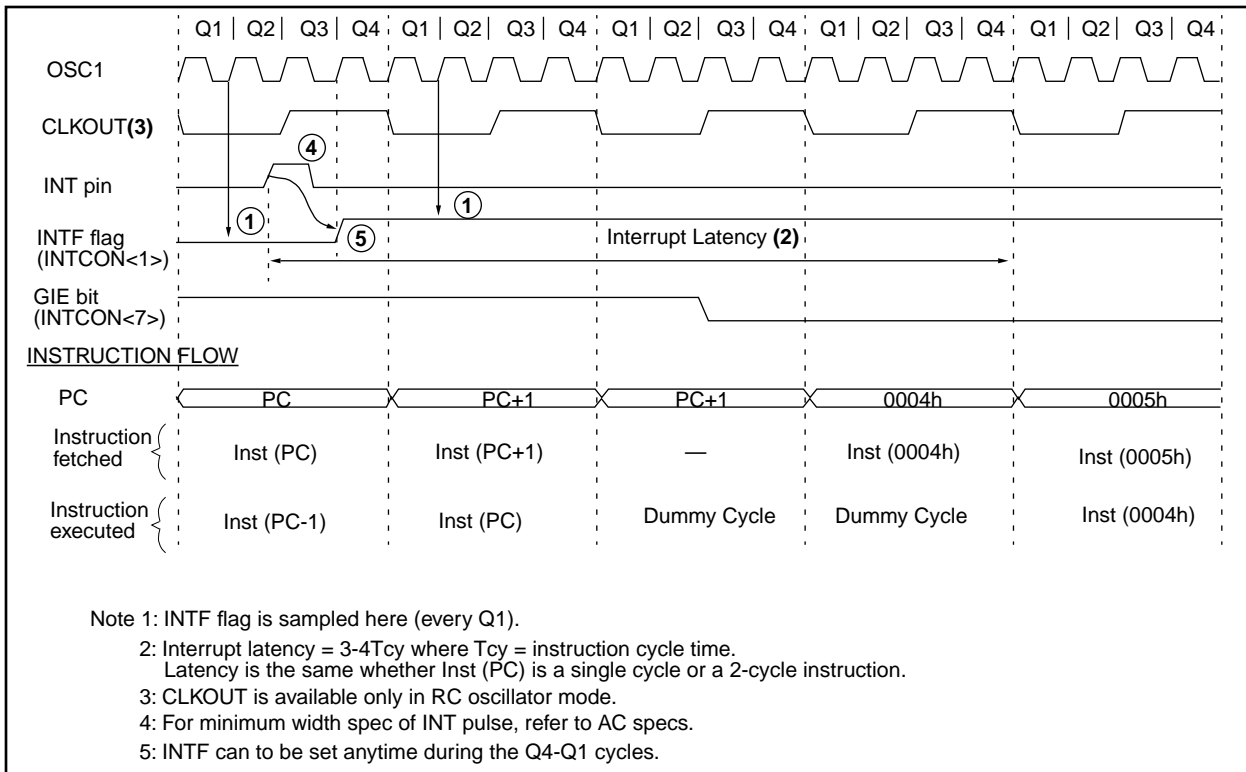 Q1 | Q2 | Q3 | Q4 Q1 | Q2 | Q3 | Q4 Q1 | Q2 | Q3 | Q4 Q1 | Q2 | Q3 | Q4 Q1 | Q2 | Q3 | Q4
OSC1
CLKOUT(3)
4
INT pin
1 1
INTF flag
(INTCON<1>)
5
Interrupt Latency (2)
GIE bit
(INTCON<7>)
INSTRUCTION FLOW
PC PC PC+1 PC+1 0004h 0005h
Instruction
fetched
Inst (PC) Inst (PC+1) — Inst (0004h) Inst (0005h)
Instruction
executed
Inst (PC-1) Inst (PC) Dummy Cycle Dummy Cycle Inst (0004h)
Note 1: INTF flag is sampled here (every Q1).
2: Interrupt latency = 3-4Tcy where Tcy = instruction cycle time.
Latency is the same whether Inst (PC) is a single cycle or a 2-cycle instruction.
3: CLKOUT is available only in RC oscillator mode.
4: For minimum width spec of INT pulse, refer to AC specs.
5: INTF can to be set anytime during the Q4-Q1 cycles.